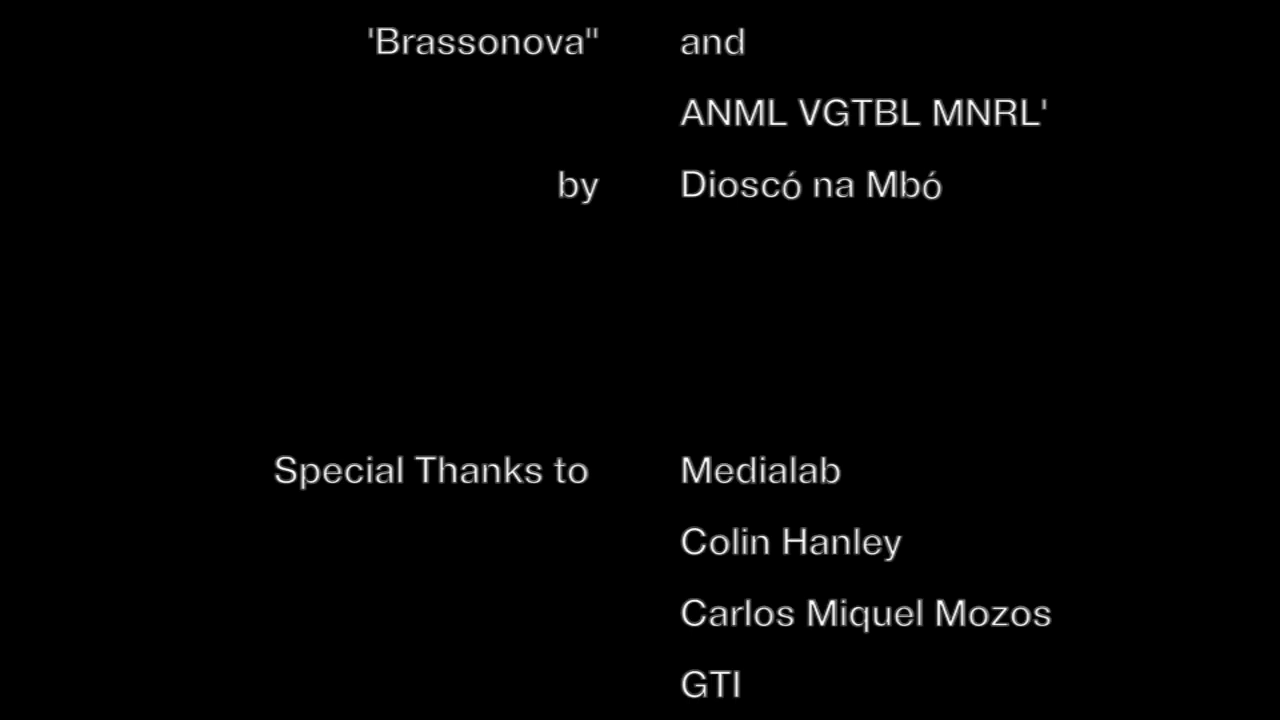 'Brassonova" and
ANML VGTBL MNRL'
by Dioscó na Mbó
Special Thanks to Medialab
Colin Hanley
Carlos Miquel Mozos
GTI